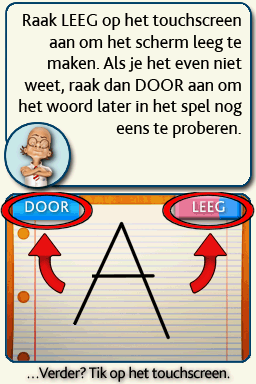 Raak LEEG op het touchscreen
aan om het scherm leeg te
maken. Als je het even niet
weet, raak dan DOOR aan om
het woord later in het spel nog
eens te proberen.
DOOR LEEG
A
...Verder? Tik op het touchscreen.